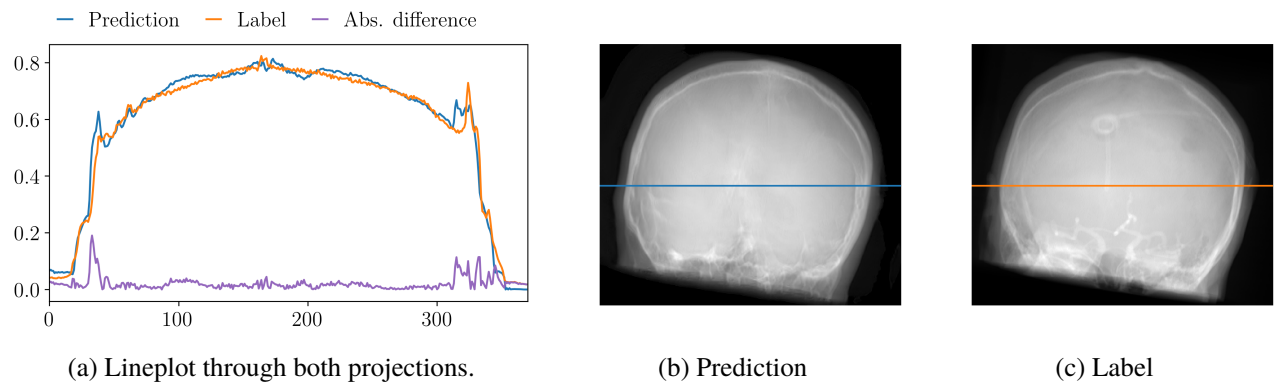 Prediction Label Abs. difference
0.8
0.6
0.4
0.2
0.0
0 100 200 300
(a) Lineplot through both projections.
(b) Prediction
(c) Label